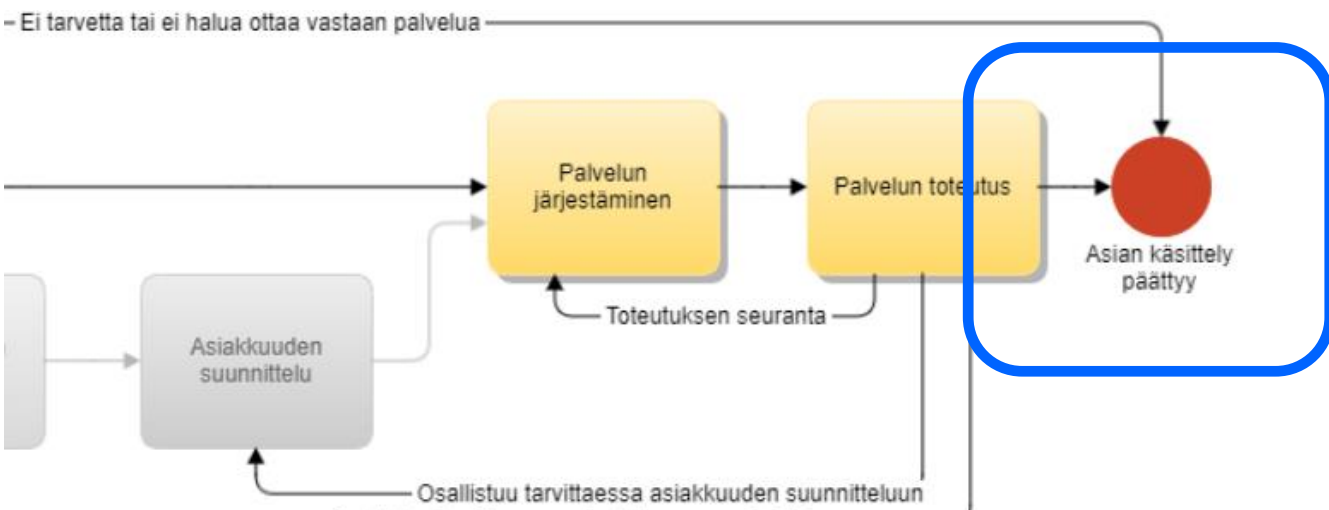 Ei tarvetta tai ei halua ottaa vastaan palvelua
Palvelun
järjestäminen
Palvelun toteutus
Asian käsittely
päättyy
Toteutuksen seuranta
Asiakkuuden
suunnittelu
Osallistuu tarvittaessa asiakkuuden suunnitteluun